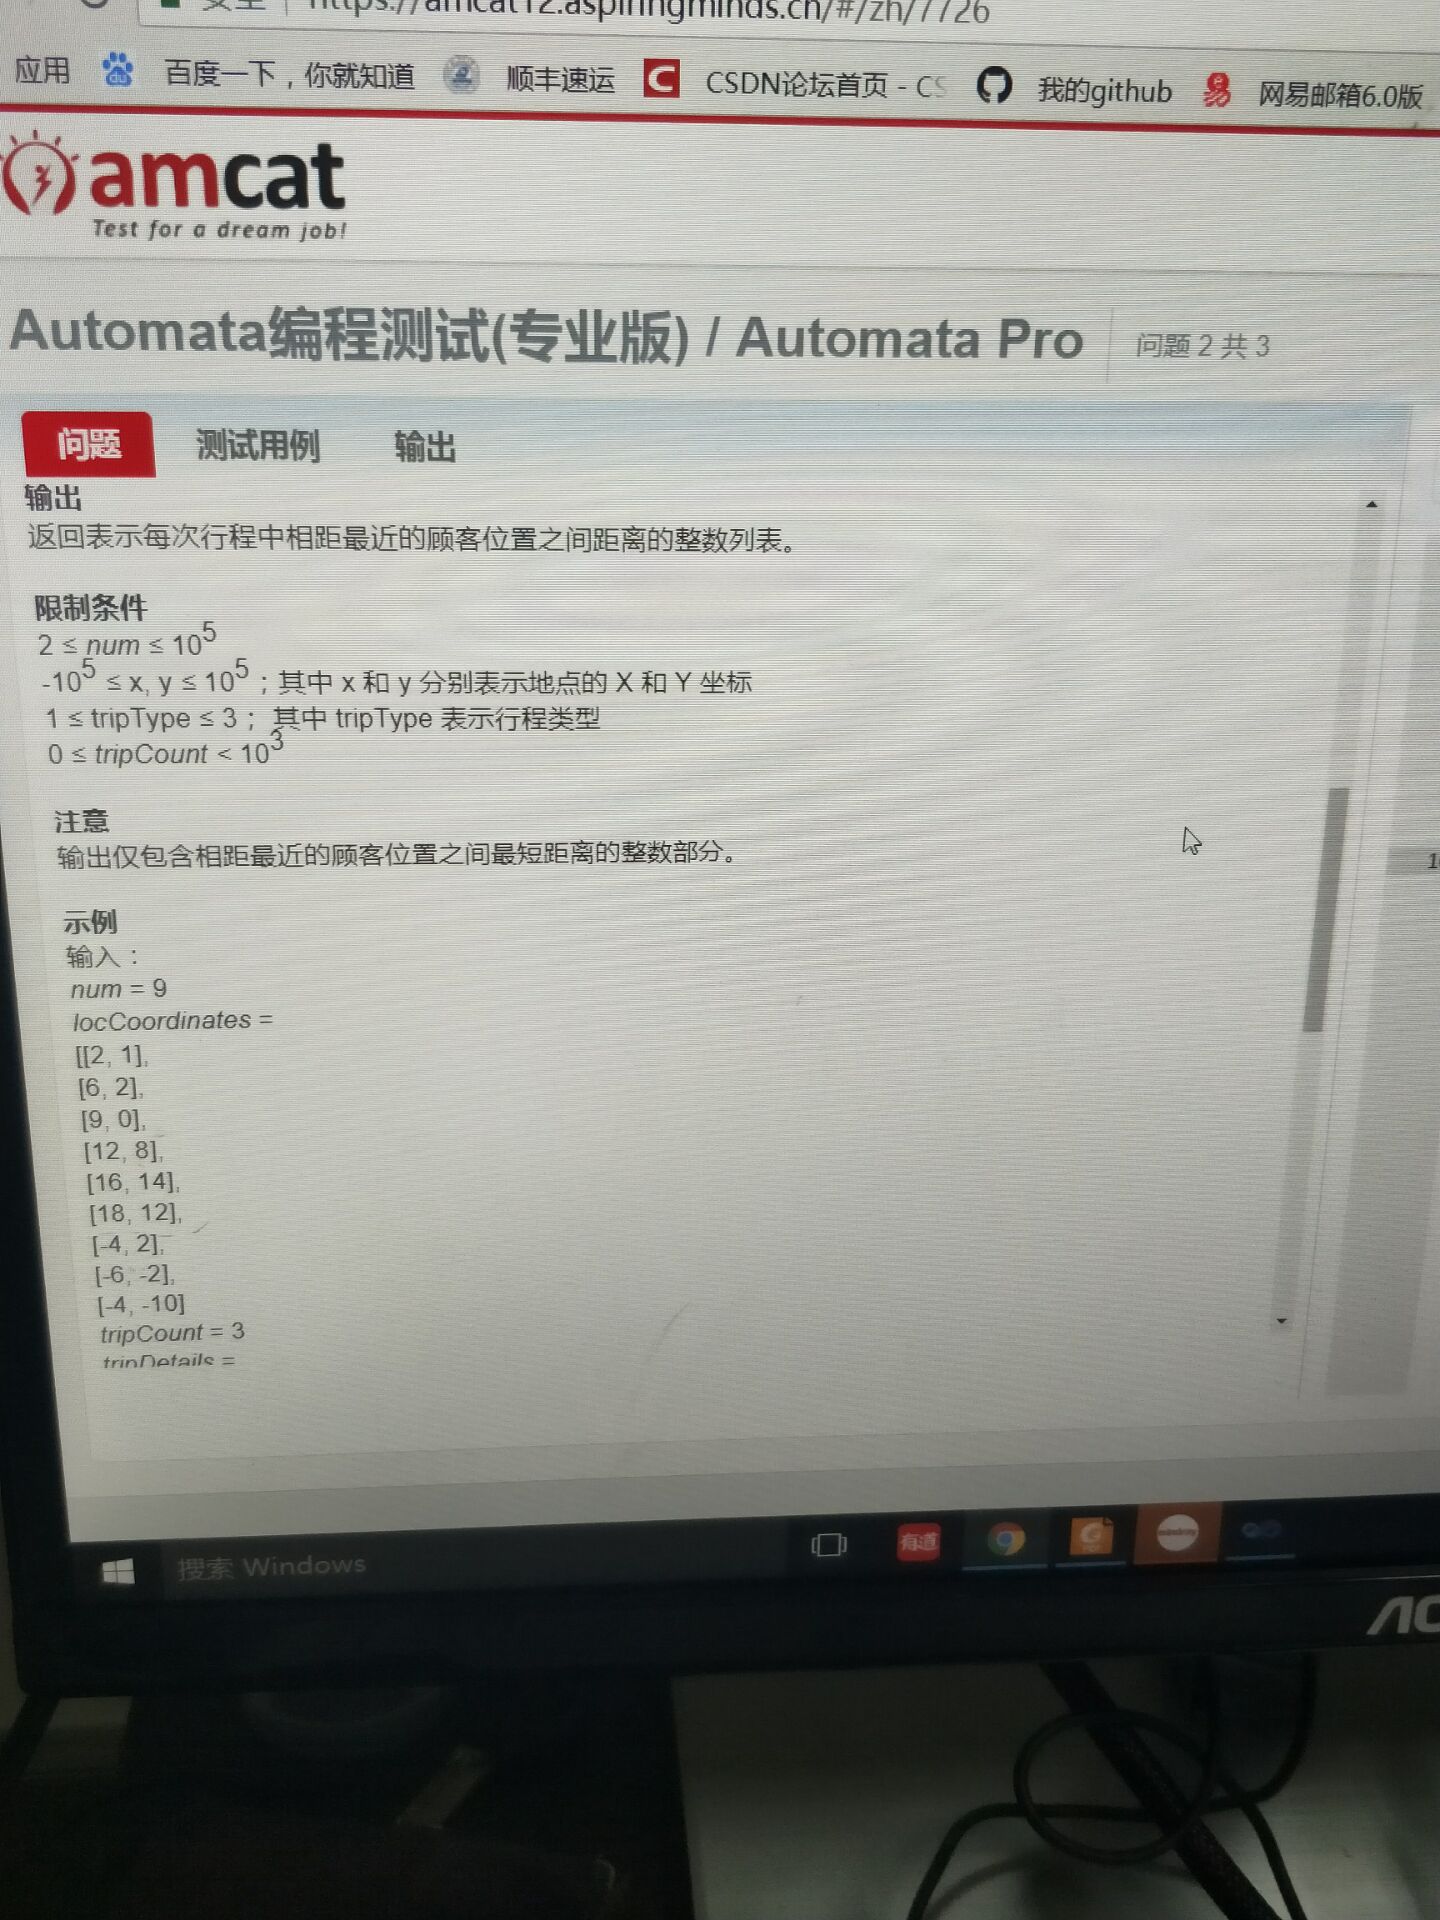 https://amcat12.aspiringminds.cn/#/zh/7726
应用 百度一下，你就知道 顺丰速运 CSDN论坛首页 - CS 我的github 网易邮箱6.0版
amcat
Test for a dream job!
Automata编程测试(专业版) / Automata Pro 问题 2 共 3
问题 测试用例 输出
输出
返回表示每次行程中相距最近的顾客位置之间距离的整数列表。
限制条件
2 ≤ num ≤ 10^5
-10^5 ≤ x, y ≤ 10^5；其中 x 和 y 分别表示地点的 X 和 Y 坐标
1 ≤ tripType ≤ 3； 其中 tripType 表示行程类型
0 ≤ tripCount < 10^3
注意
输出仅包含相距最近的顾客位置之间最短距离的整数部分。
示例
输入：
num = 9
locCoordinates =
[[2, 1],
[6, 2],
[9, 0],
[12, 8],
[16, 14],
[18, 12],
[-4, 2],
[-6, -2],
[-4, -10]
tripCount = 3
tripDetails =
搜索 Windows
有道
mindray
AOC